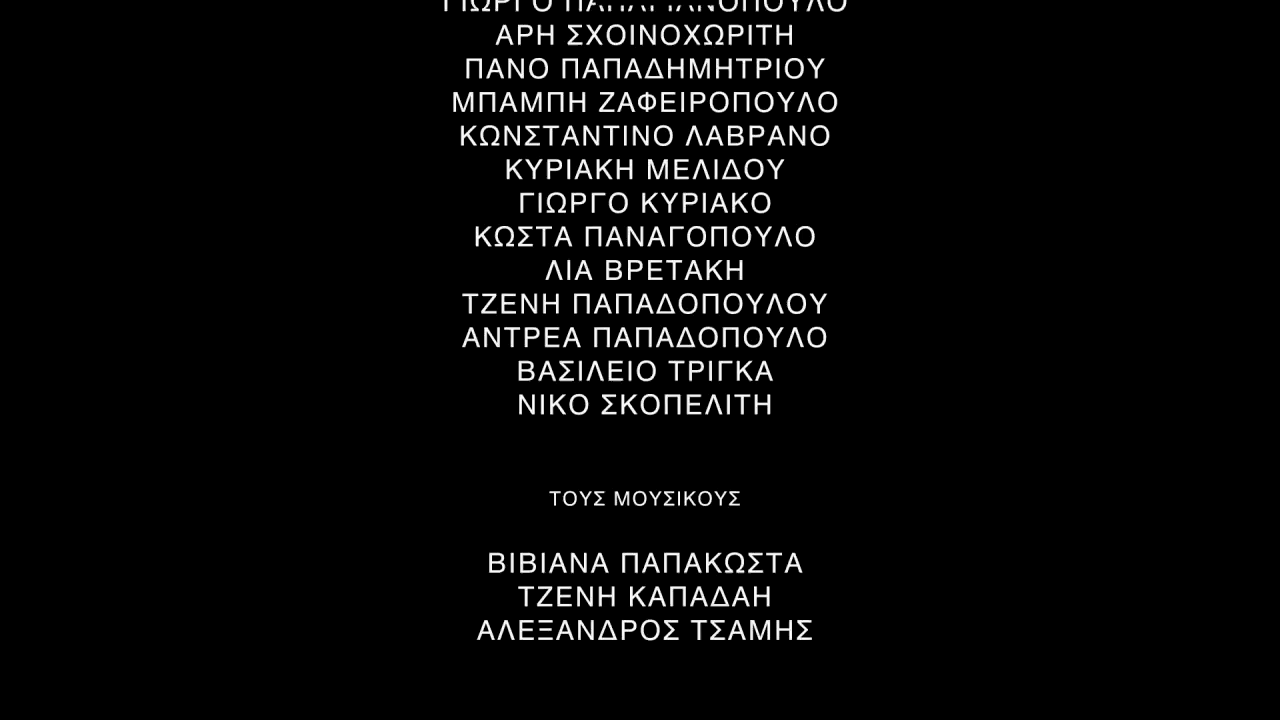 ΓΙΩΡΓΟ
ΑΡΗ ΣΧΟΙΝΟΧΩΡΙΤΗ
ΠΑΝΟ ΠΑΠΑΔΗΜΗΤΡΙΟΥ
ΜΠΑΜΠΗ ΖΑΦΕΙΡΟΠΟΥΛΟ
ΚΩΝΣΤΑΝΤΙΝΟ ΛΑΒΡΑΝΟ
ΚΥΡΙΑΚΗ ΜΕΛΙΔΟΥ
ΓΙΩΡΓΟ ΚΥΡΙΑΚΟ
ΚΩΣΤΑ ΠΑΝΑΓΟΠΟΥΛΟ
ΛΙΑ ΒΡΕΤΑΚΗ
ΤΖΕΝΗ ΠΑΠΑΔΟΠΟΥΛΟΥ
ΑΝΤΡΕΑ ΠΑΠΑΔΟΠΟΥΛΟ
ΒΑΣΙΛΕΙΟ ΤΡΙΓΚΑ
ΝΙΚΟ ΣΚΟΠΕΛΙΤΗ
ΤΟΥΣ ΜΟΥΣΙΚΟΥΣ
ΒΙΒΙΑΝΑ ΠΑΠΑΚΩΣΤΑ
ΤΖΕΝΗ ΚΑΠΑΔΑΗ
ΑΛΕΞΑΝΔΡΟΣ ΤΣΑΜΗΣ